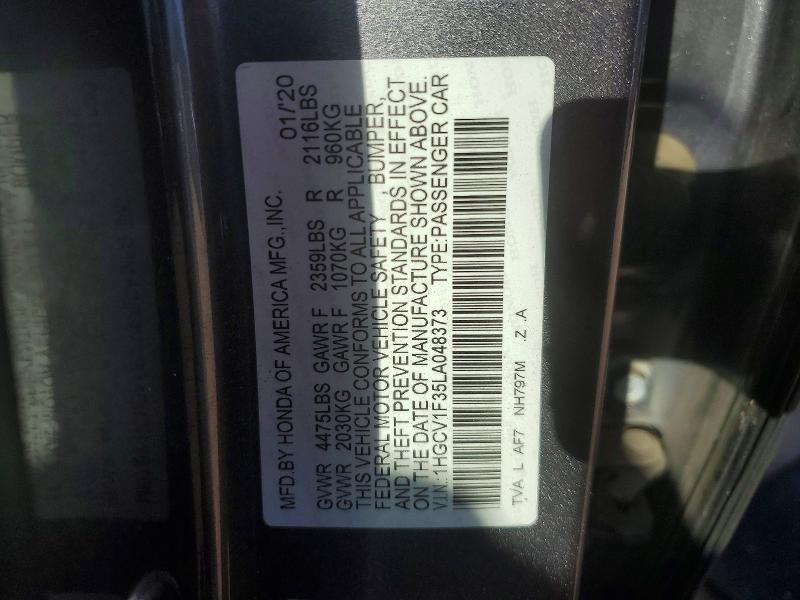 MFD.BY HONDA OF AMERICA MFG.,INC. 01/'20
GVWR 4475LBS GAWR F 2359LBS R 2116LBS
GVWR 2030KG GAWR F 1070KG R 960KG
THIS VEHICLE CONFORMS TO ALL APPLICABLE
FEDERAL MOTOR VEHICLE SAFETY , BUMPER,
AND THEFT PREVENTION STANDARDS IN EFFECT
ON THE DATE OF MANUFACTURE SHOWN ABOVE.
V.I.N.:1HGCV1F35LA048373 TYPE:PASSENGER CAR
TVA L AF7 NH797M .Z .A